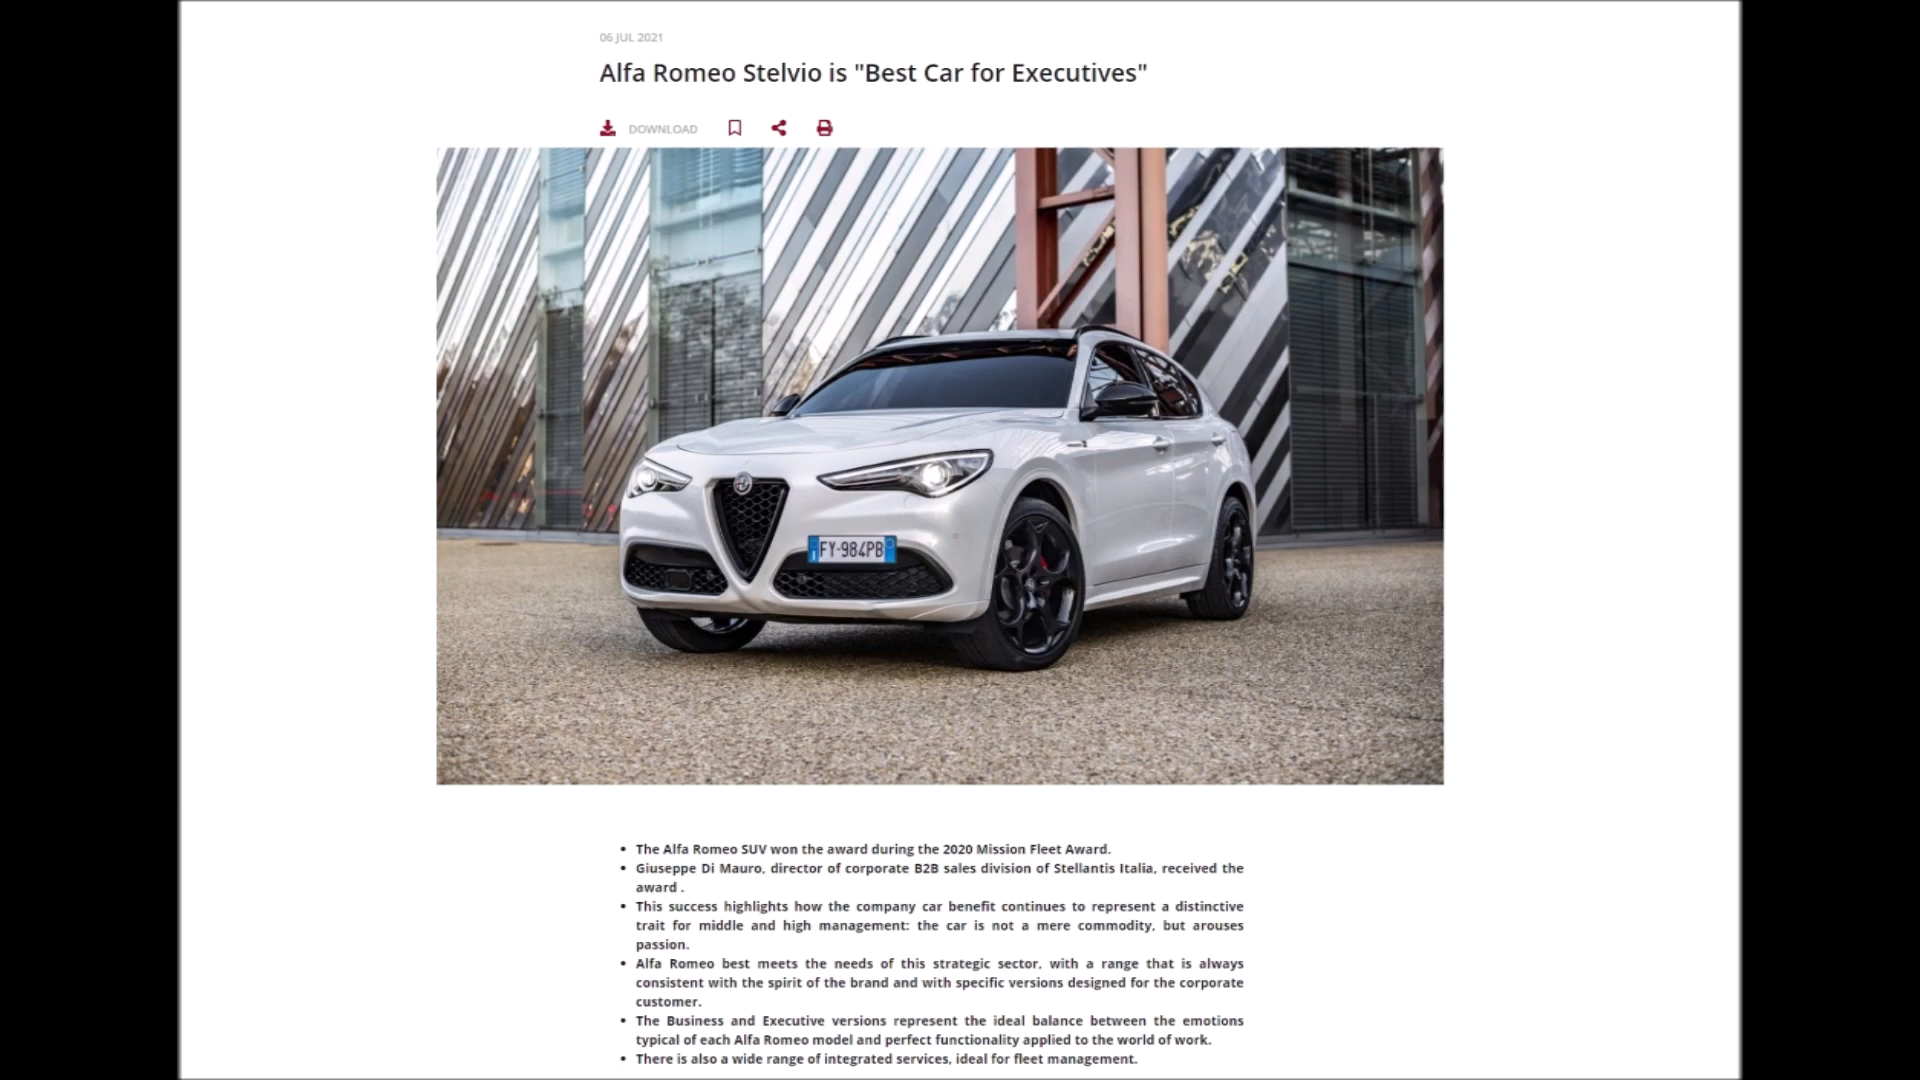 06 JUL 2021
Alfa Romeo Stelvio is "Best Car for Executives"
DOWNLOAD
FY·984PB
I
• The Alfa Romeo SUV won the award during the 2020 Mission Fleet Award.
• Giuseppe Di Mauro, director of corporate B2B sales division of Stellantis Italia, received the
award .
• This success highlights how the company car benefit continues to represent a distinctive
trait for middle and high management: the car is not a mere commodity, but arouses
passion.
• Alfa Romeo best meets the needs of this strategic sector, with a range that is always
consistent with the spirit of the brand and with specific versions designed for the corporate
customer.
• The Business and Executive versions represent the ideal balance between the emotions
typical of each Alfa Romeo model and perfect functionality applied to the world of work.
• There is also a wide range of integrated services, ideal for fleet management.